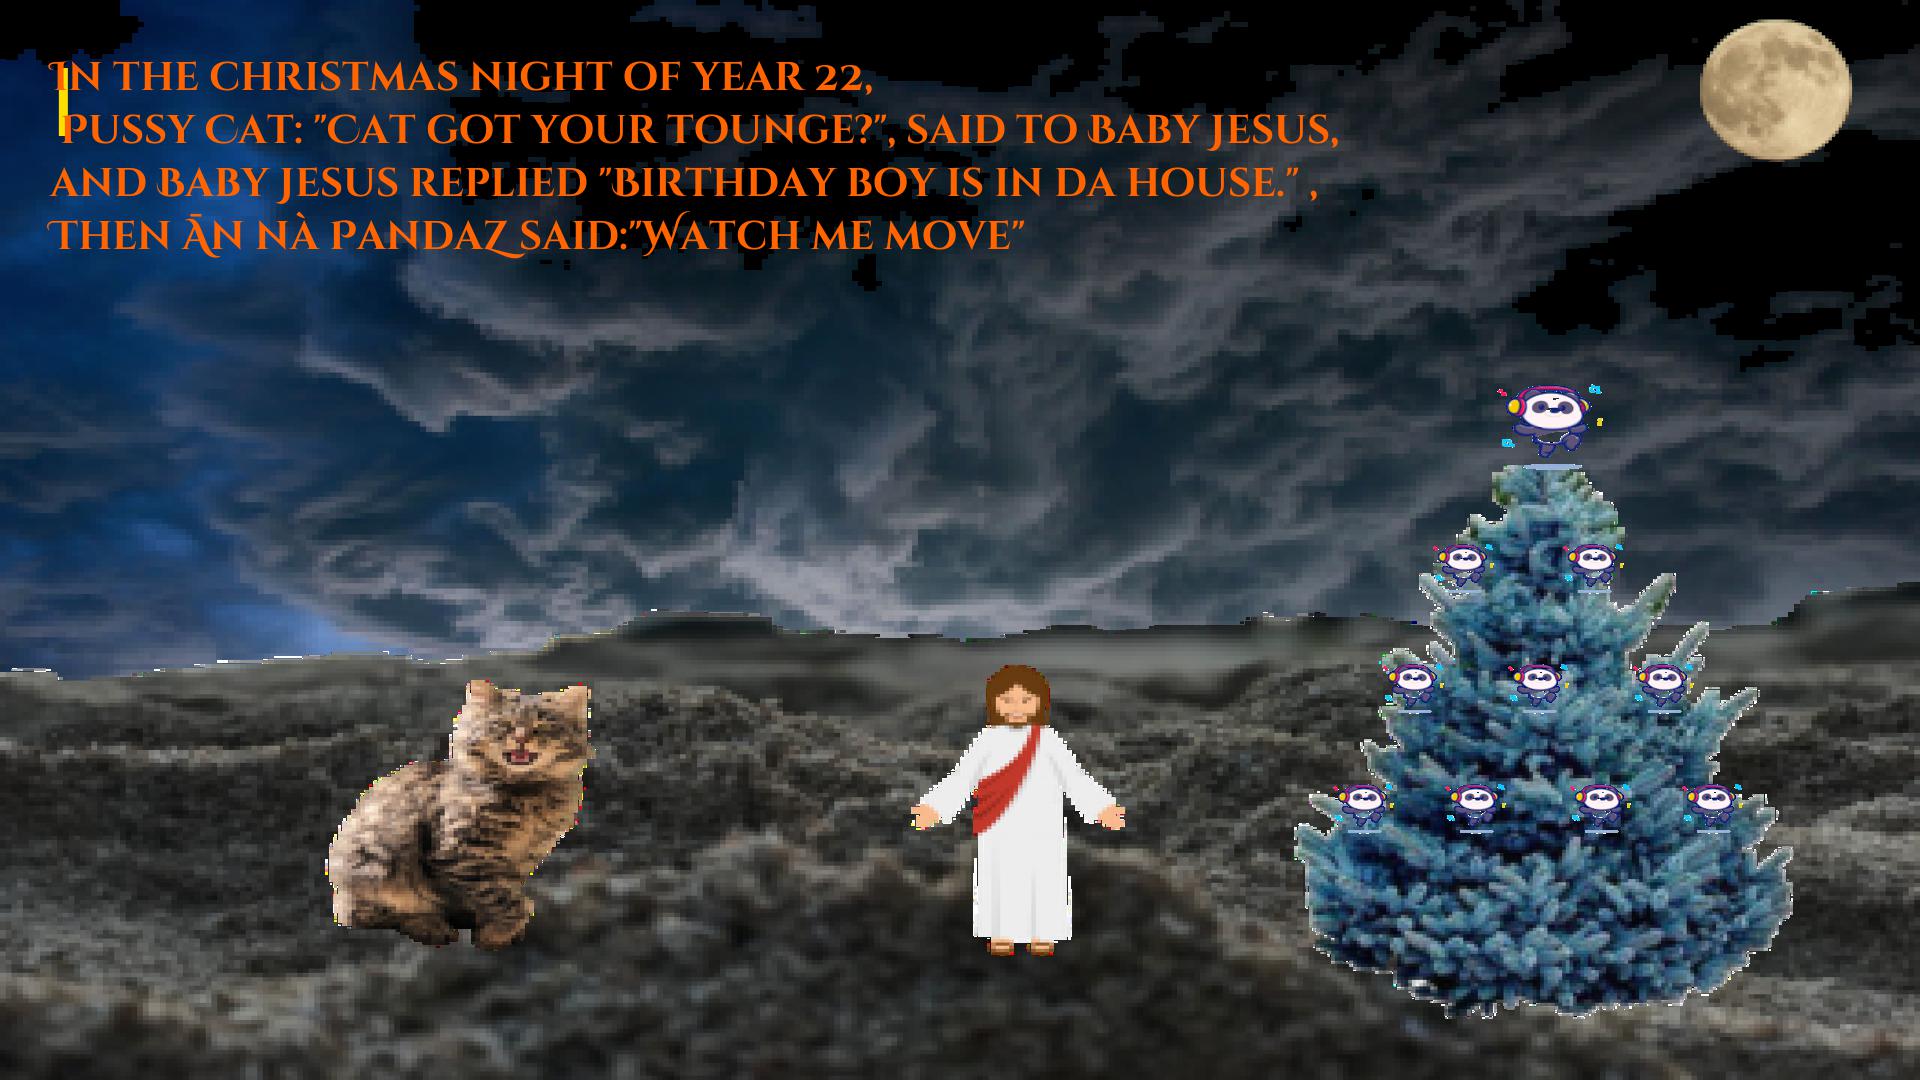 In the Christmas night of year 22,
Pussy Cat: "Cat got your tounge?", said to Baby Jesus,
and Baby Jesus replied "Birthday boy is in da house." ,
Then Ān nà PandaZ said:"Watch me move"